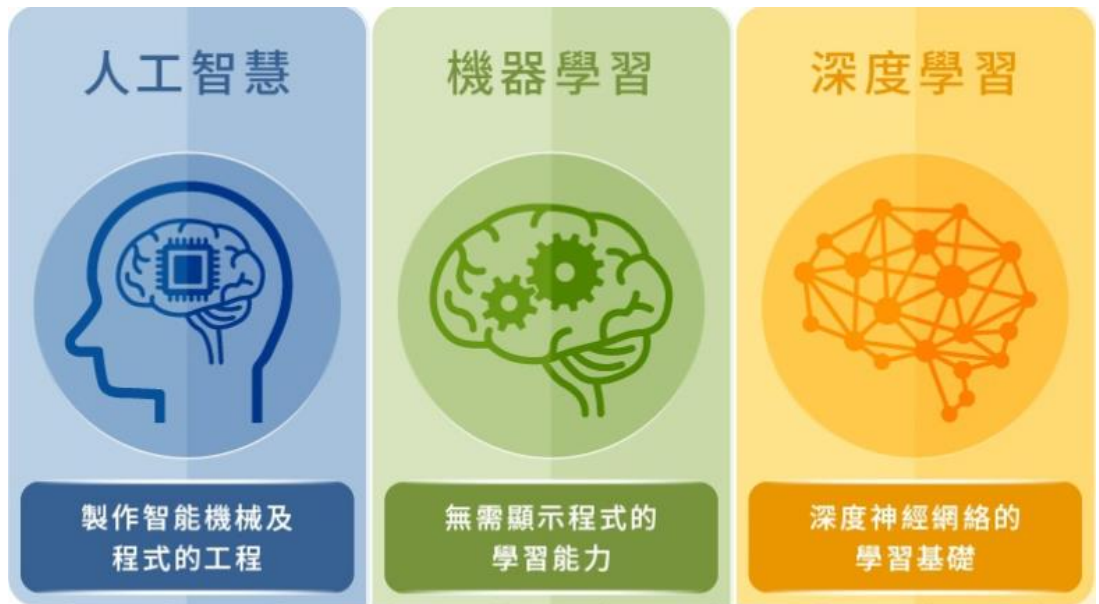 人工智慧
機器學習
深度學習
製作智能機械及
程式的工程
無需顯示程式的
學習能力
深度神經網絡的
學習基礎